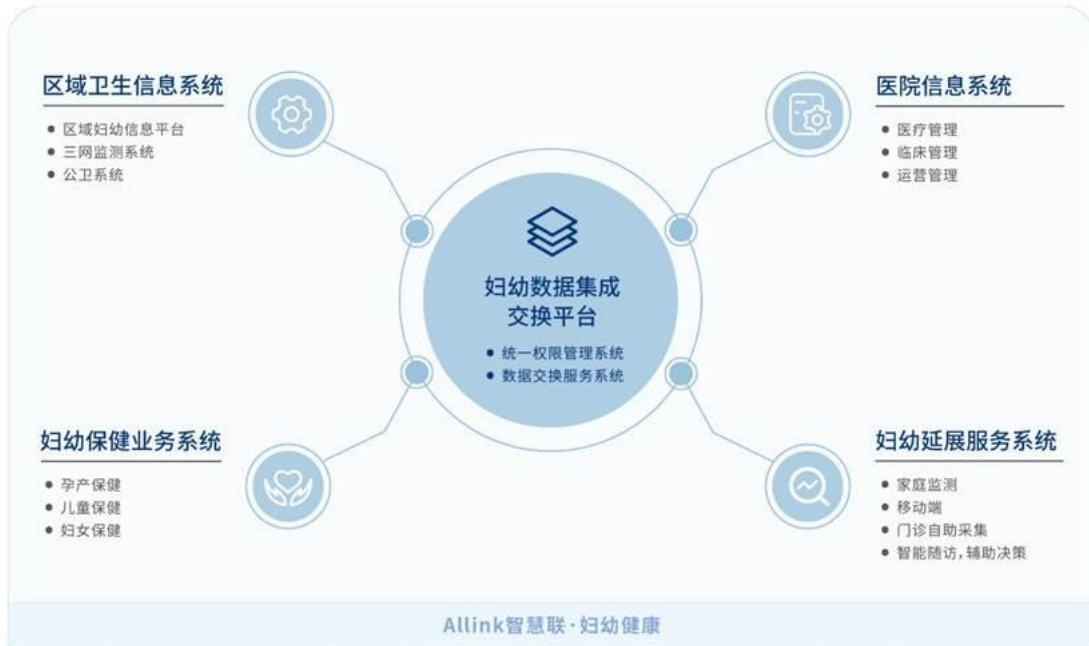 区域卫生信息系统
● 区域妇幼信息平台
● 三网监测系统
● 公卫系统
医院信息系统
● 医疗管理
● 临床管理
● 运营管理
妇幼数据集成
交换平台
● 统一权限管理系统
● 数据交换服务系统
妇幼保健业务系统
● 孕产保健
● 儿童保健
● 妇女保健
妇幼延展服务系统
● 家庭监测
● 移动端
● 门诊自助采集
● 智能随访,辅助决策
Allink智慧联·妇幼健康